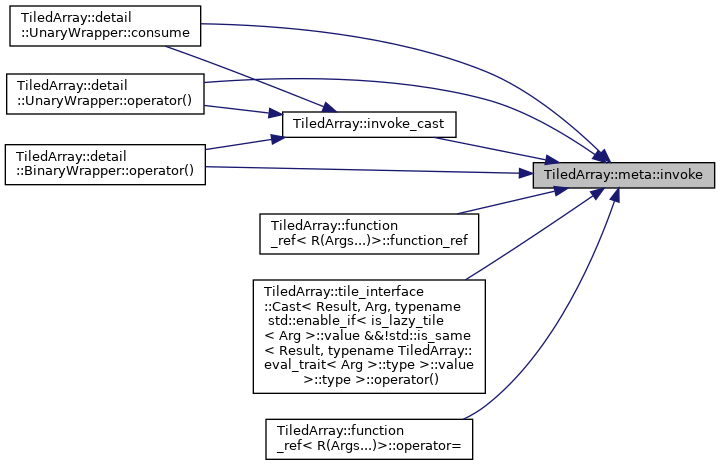 TiledArray::detail
::UnaryWrapper::consume
TiledArray::detail
::UnaryWrapper::operator()
TiledArray::invoke_cast
TiledArray::detail
::BinaryWrapper::operator()
TiledArray::meta::invoke
TiledArray::function
_ref< R(Args...)>::function_ref
TiledArray::tile_interface
::Cast< Result, Arg, typename
std::enable_if< is_lazy_tile
< Arg >::value &&!std::is_same
< Result, typename TiledArray::
eval_trait< Arg >::type >::value
>::type >::operator()
TiledArray::function
_ref< R(Args...)>::operator=